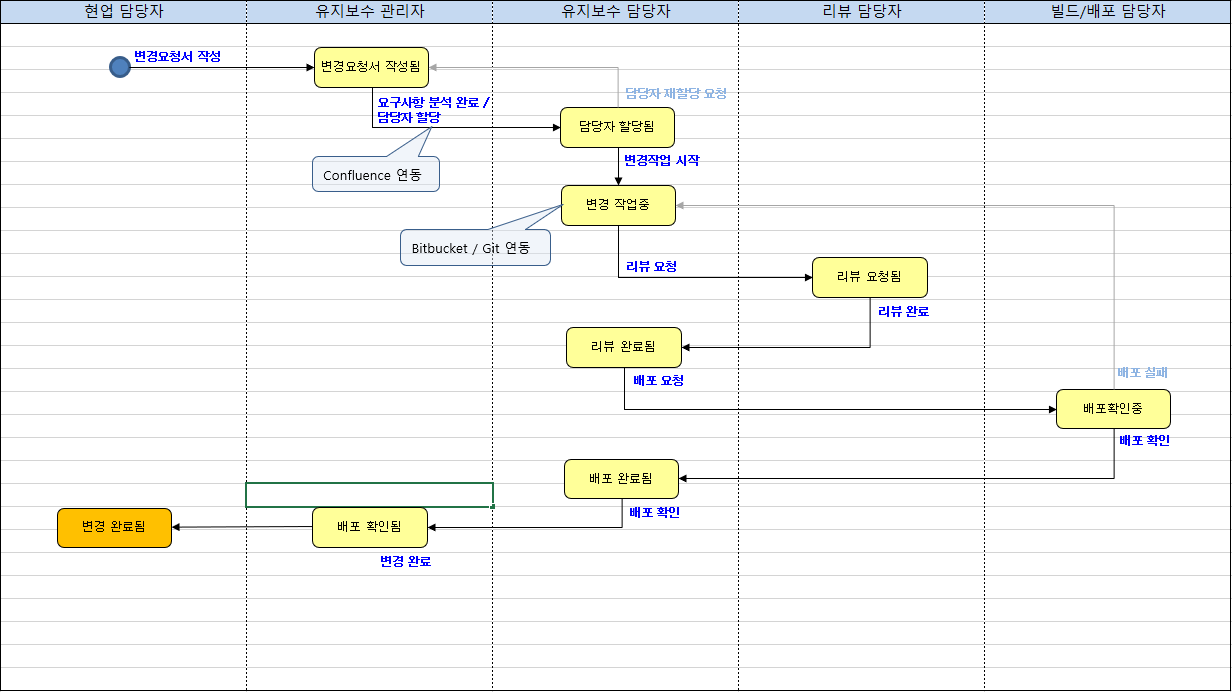 현업 담당자
유지보수 관리자
유지보수 담당자
리뷰 담당자
빌드/배포 담당자
변경요청서 작성
변경요청서 작성됨
담당자 재할당 요청
요구사항 분석 완료 /
담당자 할당
담당자 할당됨
변경작업 시작
Confluence 연동
변경 작업중
Bitbucket / Git 연동
리뷰 요청
리뷰 요청됨
리뷰 완료
리뷰 완료됨
배포 요청
배포 실패
배포확인중
배포 확인
배포 완료됨
배포 확인
변경 완료됨
배포 확인됨
변경 완료